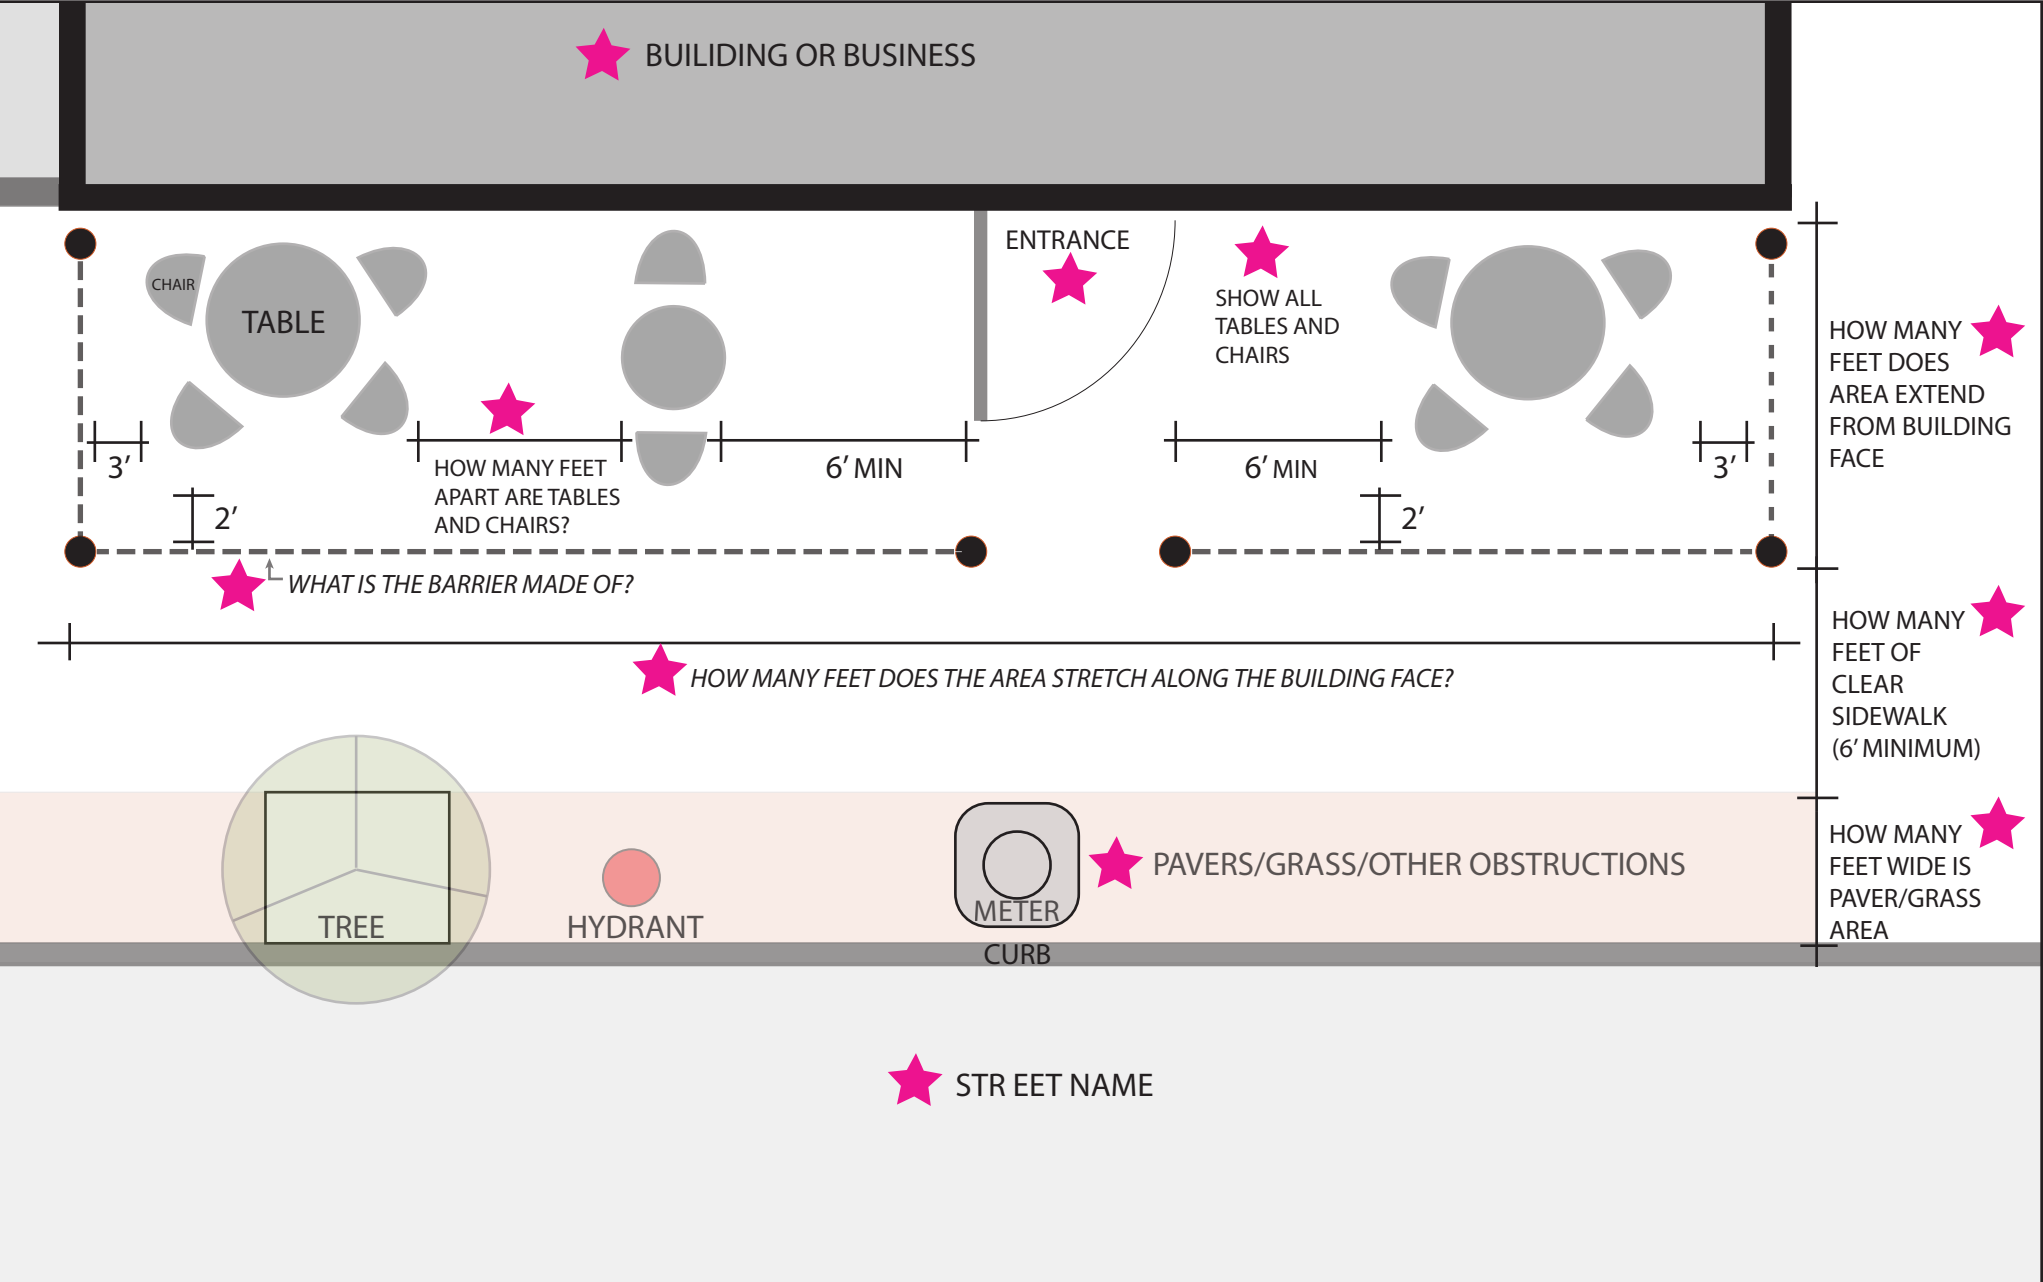 BUILIDING OR BUSINESS
ENTRANCE
CHAIR
TABLE
SHOW ALL
TABLES AND
CHAIRS
HOW MANY
FEET DOES
AREA EXTEND
FROM BUILDING
FACE
3’
HOW MANY FEET
APART ARE TABLES
AND CHAIRS?
6’ MIN
6’ MIN
3’
2’
2’
WHAT IS THE BARRIER MADE OF?
HOW MANY
FEET OF
CLEAR
SIDEWALK
(6’ MINIMUM)
HOW MANY FEET DOES THE AREA STRETCH ALONG THE BUILDING FACE?
HOW MANY
FEET WIDE IS
PAVER/GRASS
AREA
PAVERS/GRASS/OTHER OBSTRUCTIONS
TREE
HYDRANT
METER
CURB
STR EET NAME